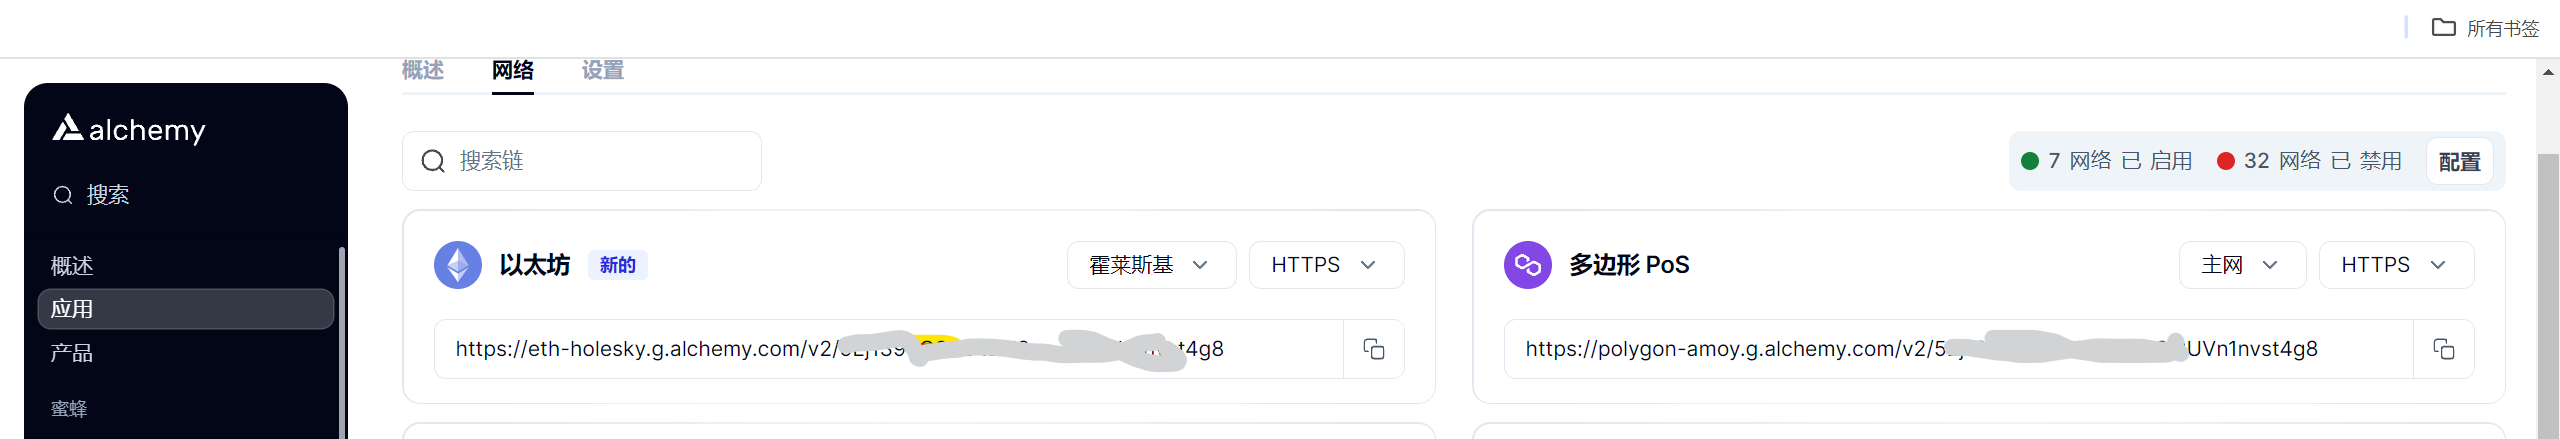 所有书签
概述 网络 设置
alchemy
搜索链
7 网络 已 启用 32 网络 已 禁用 配置
搜索
以太坊 新的 霍莱斯基 HTTPS
多边形 PoS 主网 HTTPS
概述
应用
产品
https://eth-holesky.g.alchemy.com/v2/ t4g8
https://polygon-amoy.g.alchemy.com/v2/5 UVn1nvst4g8
蜜蜂